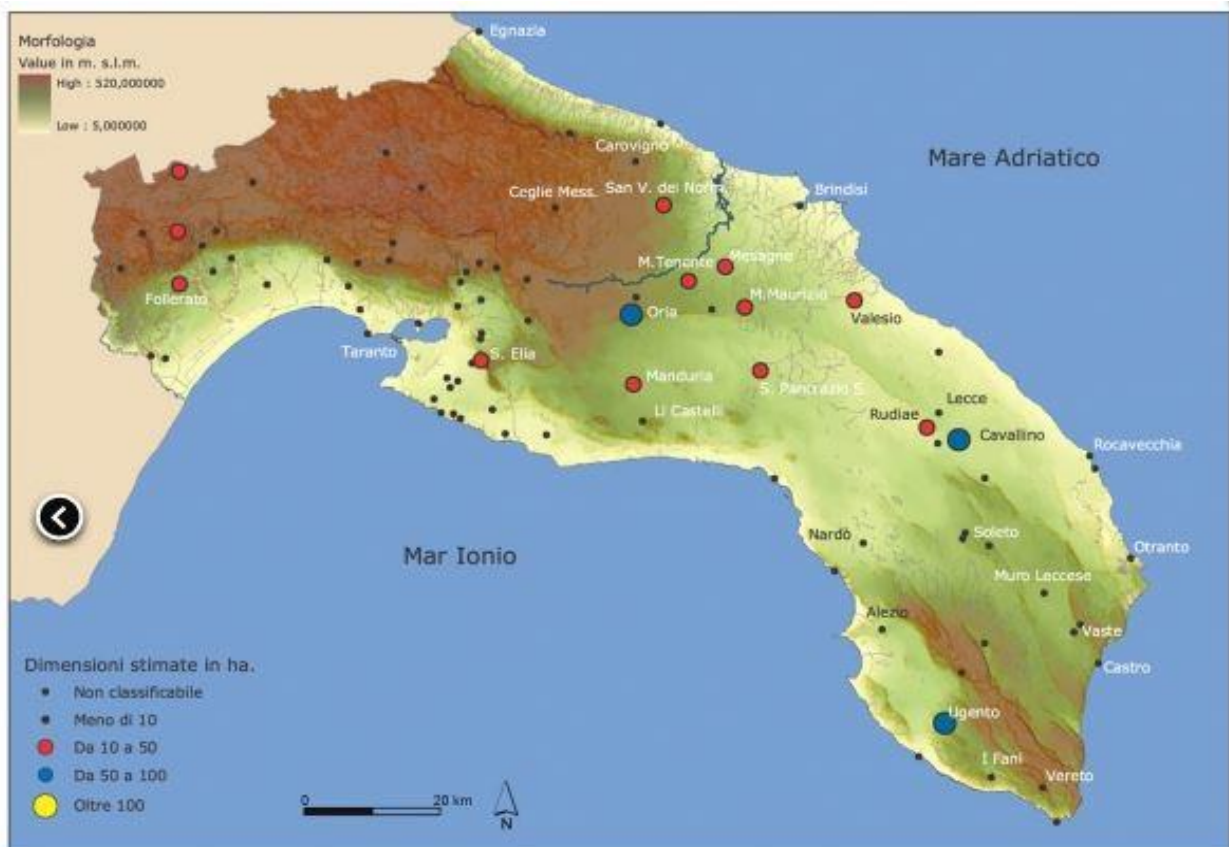 Morfologia
Value in m. s.l.m.
High : 520,000000
Low : 5,000000
Egnazia
Mare Adriatico
Carovigno
Ceglie Mess.
San V. dei Norm.
Brindisi
M.Tenente
Mesagne
Follerato
M.Maurizio
Oria
Valesio
Taranto
S. Elia
Manduria
S. Pancrazio S.
Li Castelli
Lecce
Rudiae
Cavallino
Rocavecchia
Nardò
Soleto
Mar Ionio
Otranto
Muro Leccese
Alezio
Vaste
Castro
Ugento
I Fani
Vereto
Dimensioni stimate in ha.
Non classificabile
Meno di 10
Da 10 a 50
Da 50 a 100
Oltre 100
0 20 km
N